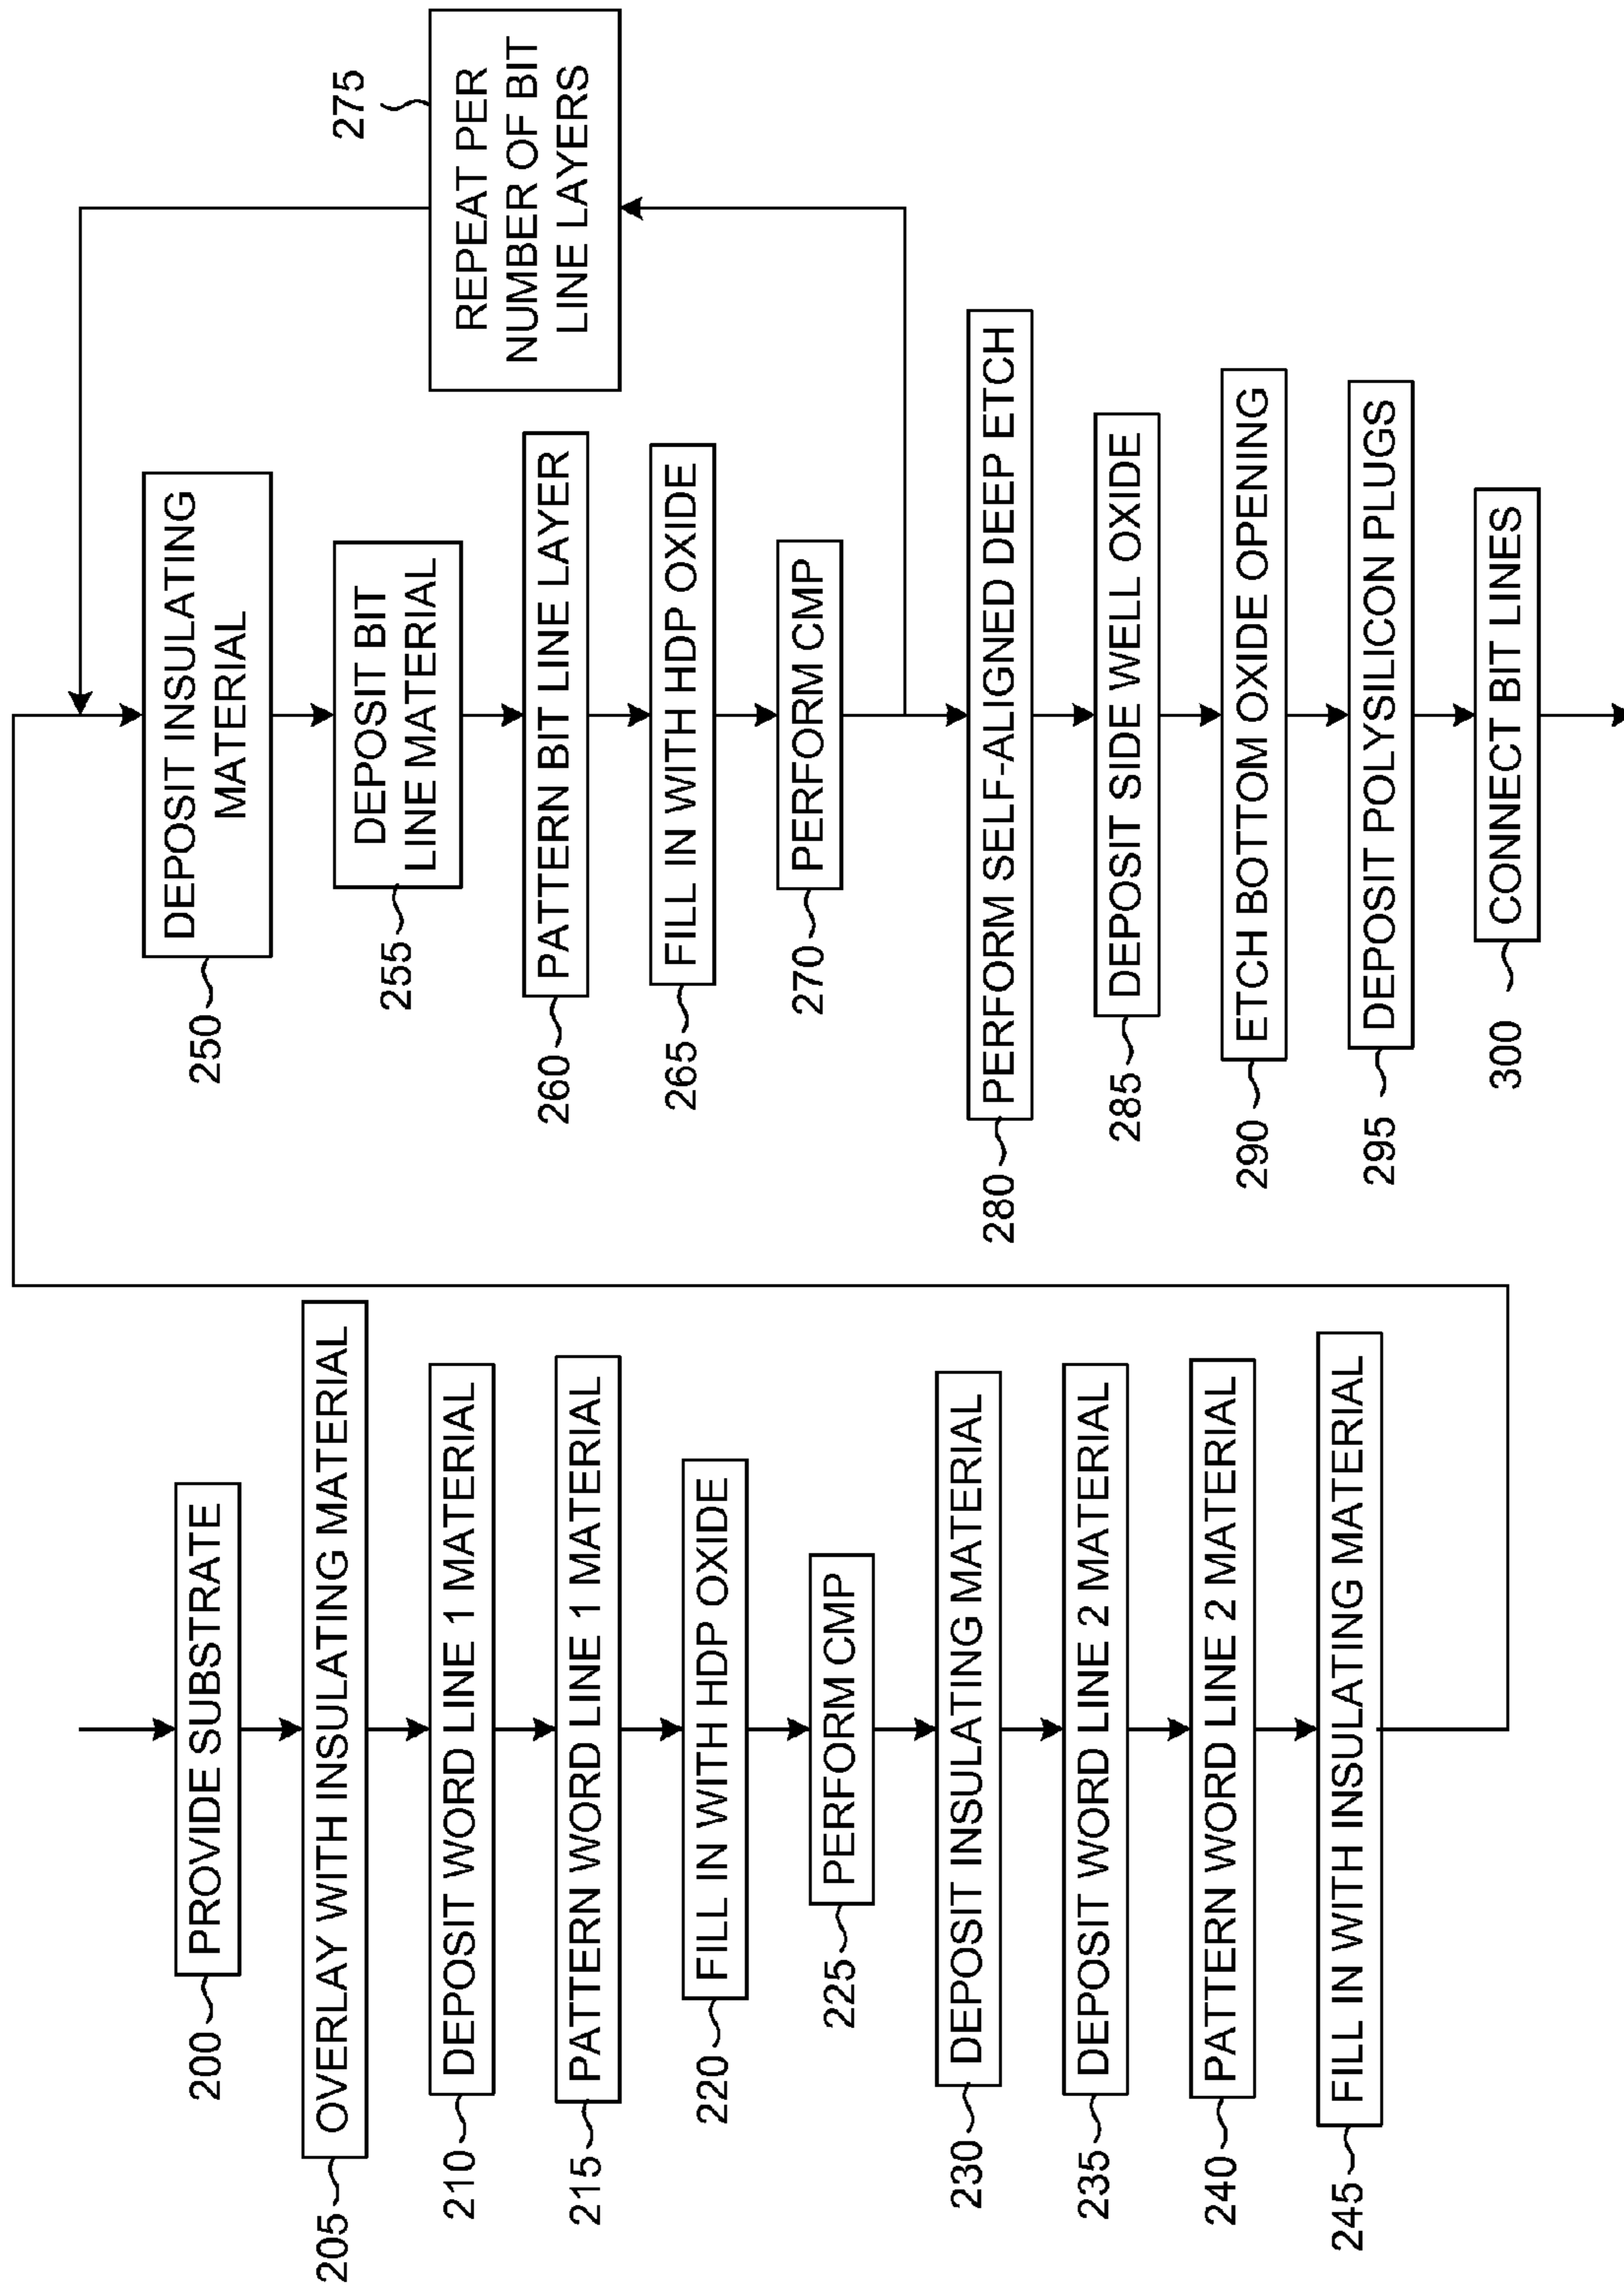 200
PROVIDE SUBSTRATE
205
OVERLAY WITH INSULATING MATERIAL
210
DEPOSIT WORD LINE 1 MATERIAL
215
PATTERN WORD LINE 1 MATERIAL
220
FILL IN WITH HDP OXIDE
225
PERFORM CMP
230
DEPOSIT INSULATING MATERIAL
235
DEPOSIT WORD LINE 2 MATERIAL
240
PATTERN WORD LINE 2 MATERIAL
245
FILL IN WITH INSULATING MATERIAL
250
DEPOSIT INSULATING
MATERIAL
255
DEPOSIT BIT
LINE MATERIAL
260
PATTERN BIT LINE LAYER
265
FILL IN WITH HDP OXIDE
270
PERFORM CMP
275
REPEAT PER
NUMBER OF BIT
LINE LAYERS
280
PERFORM SELF-ALIGNED DEEP ETCH
285
DEPOSIT SIDE WELL OXIDE
290
ETCH BOTTOM OXIDE OPENING
295
DEPOSIT POLYSILICON PLUGS
300
CONNECT BIT LINES